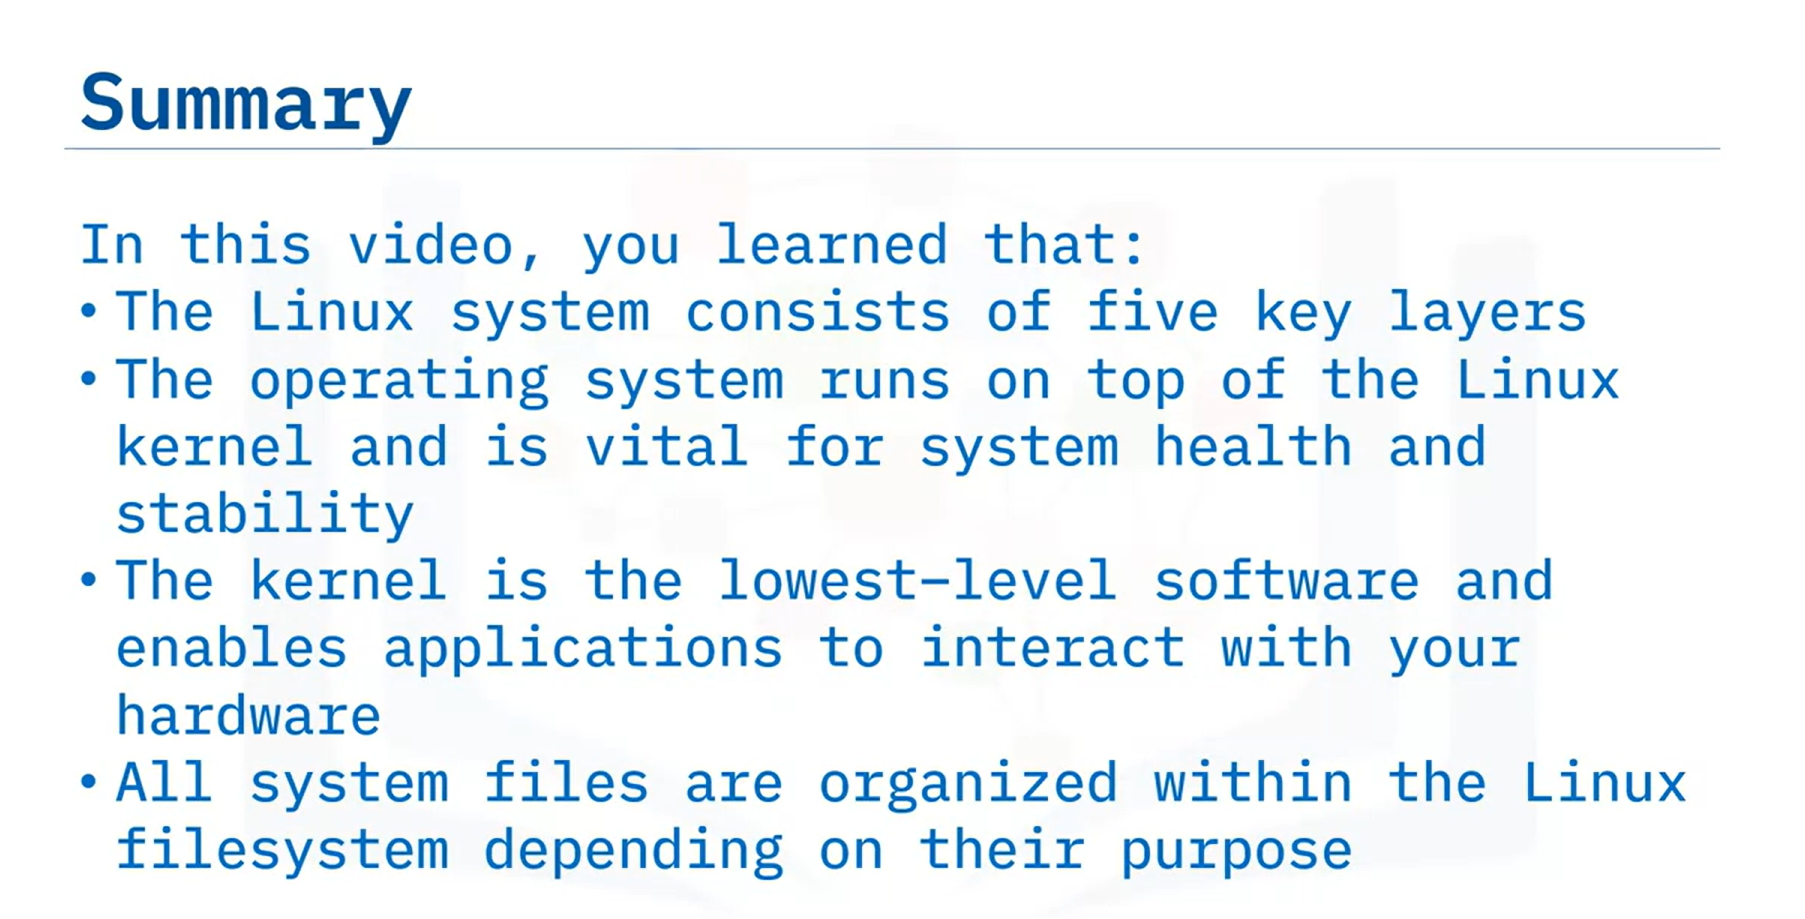 Summary
In this video, you learned that:
• The Linux system consists of five key layers
• The operating system runs on top of the Linux
kernel and is vital for system health and
stability
• The kernel is the lowest-level software and
enables applications to interact with your
hardware
• All system files are organized within the Linux
filesystem depending on their purpose